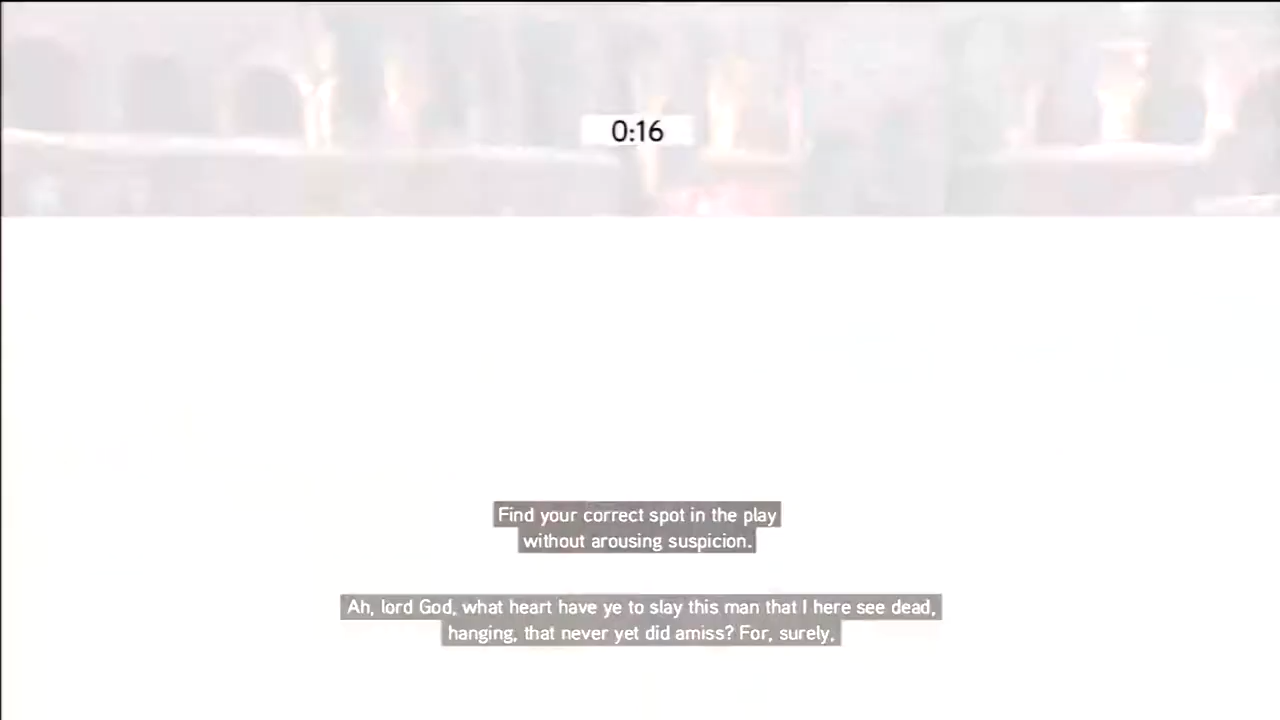 0:16
Find your correct spot in the play
without arousing suspicion.
Ah, lord God, what heart have ye to slay this man that I here see dead,
hanging, that never yet did amiss? For, surely,